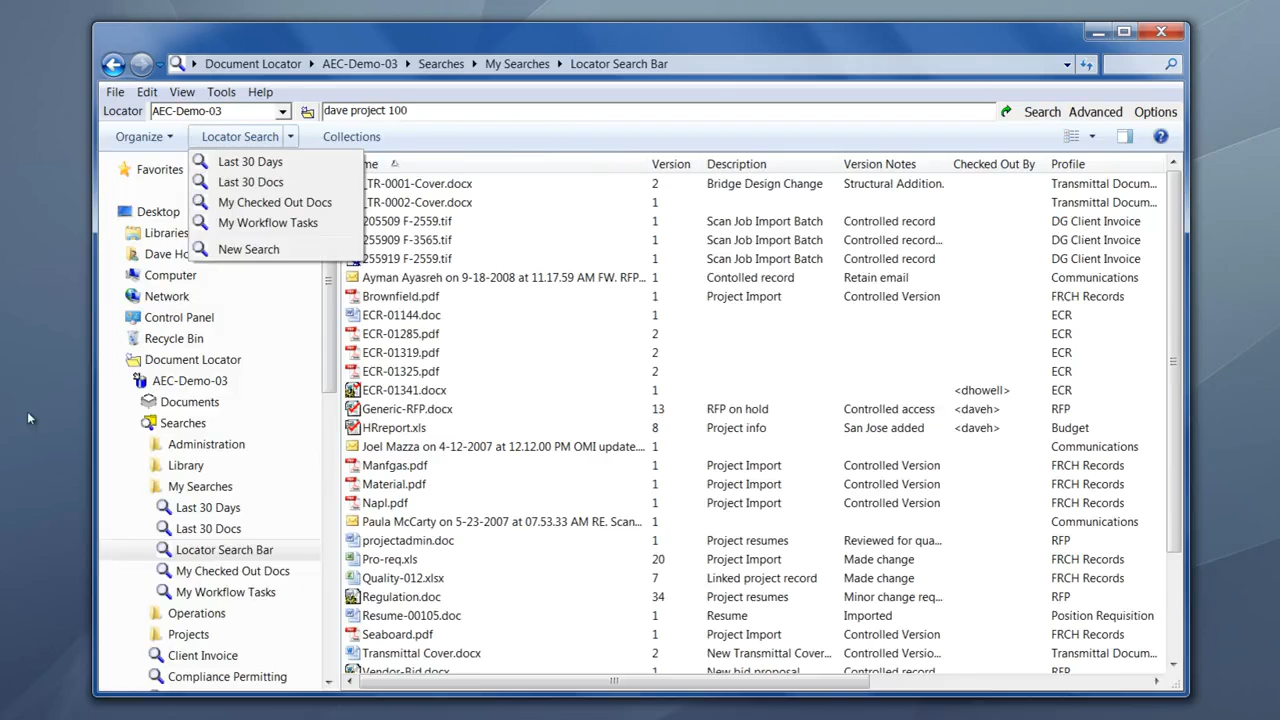 Document Locator AEC-Demo-03 Searches My Searches Locator Search Bar
File Edit View Tools Help
Locator AEC-Demo-03 dave project 100 Search Advanced Options
Organize Locator Search Collections
Last 30 Days
Last 30 Docs
My Checked Out Docs
My Workflow Tasks
New Search
Favorites
Desktop
Libraries
Dave Ho
Computer
Network
Control Panel
Recycle Bin
Document Locator
AEC-Demo-03
Documents
Searches
Administration
Library
My Searches
Last 30 Days
Last 30 Docs
Locator Search Bar
My Checked Out Docs
My Workflow Tasks
Operations
Projects
Client Invoice
Compliance Permitting
me Version Description Version Notes Checked Out By Profile
_TR-0001-Cover.docx 2 Bridge Design Change Structural Addition. Transmittal Docum...
_TR-0002-Cover.docx 1 Transmittal Docum...
205509 F-2559.tif 1 Scan Job Import Batch Controlled record DG Client Invoice
255909 F-3565.tif 1 Scan Job Import Batch Controlled record... DG Client Invoice
255919 F-2559.tif 1 Scan Job Import Batch Controlled record... DG Client Invoice
Ayman Ayasreh on 9-18-2008 at 11.17.59 AM FW. RFP... 1 Contolled record Retain email Communications
Brownfield.pdf 1 Project Import Controlled Version FRCH Records
ECR-01144.doc 1 ECR
ECR-01285.pdf 2 ECR
ECR-01319.pdf 2 ECR
ECR-01325.pdf 2 ECR
ECR-01341.docx 1 <dhowell> ECR
Generic-RFP.docx 13 RFP on hold Controlled access <daveh> RFP
HRreport.xls 8 Project info San Jose added <daveh> Budget
Joel Mazza on 4-12-2007 at 12.12.00 PM OMI update.... 1 Communications
Manfgas.pdf 1 Project Import Controlled Version FRCH Records
Material.pdf 1 Project Import Controlled Version FRCH Records
Napl.pdf 1 Project Import Controlled Version FRCH Records
Paula McCarty on 5-23-2007 at 07.53.33 AM RE. Scan... 1 Communications
projectadmin.doc 1 Project resumes Reviewed for qua... RFP
Pro-req.xls 20 Project Import Made change FRCH Records
Quality-012.xlsx 7 Linked project record Made change FRCH Records
Regulation.doc 34 Project resumes Minor change req... RFP
Resume-00105.doc 1 Resume Imported Position Requisition
Seaboard.pdf 1 Project Import Controlled Version FRCH Records
Transmittal Cover.doc 2 New Transmittal Cover... Controlled Versio... Transmittal Docum...
Vendor-Bid.docx 1 New bid proposal Controlled RFP